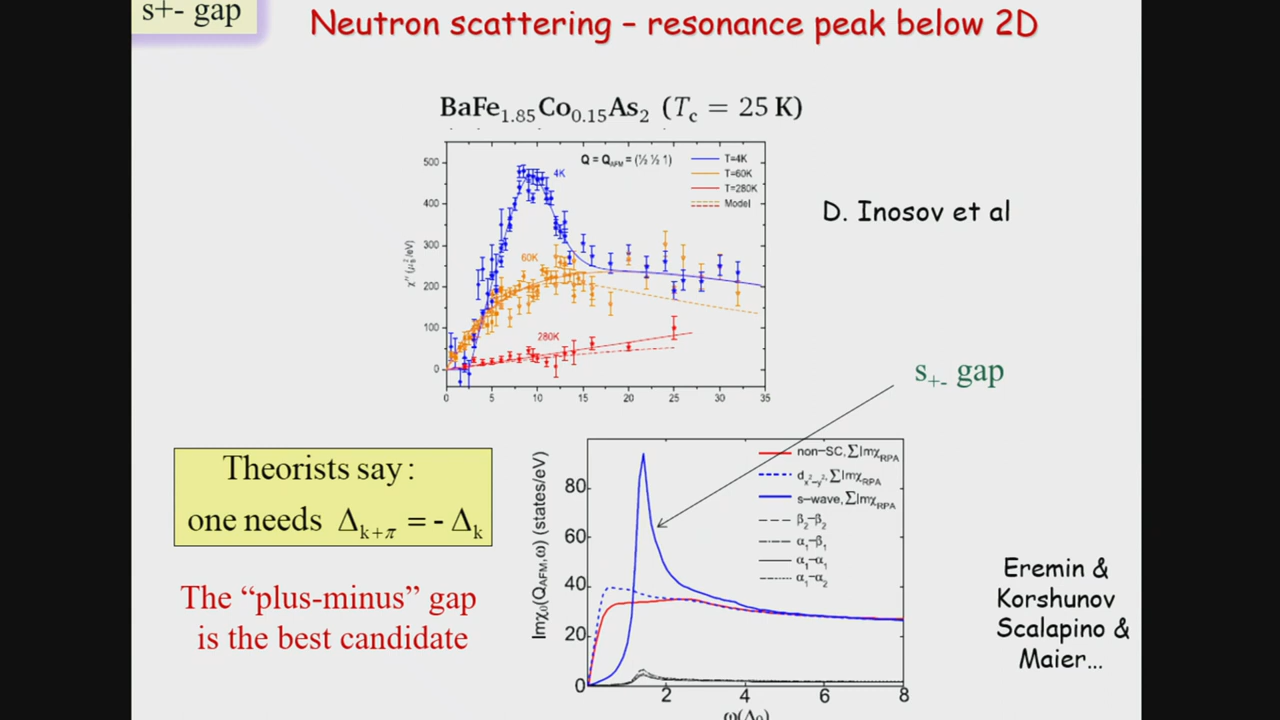 s+- gap
Neutron scattering – resonance peak below 2D
BaFe1.85Co0.15As2 (Tc = 25 K)
Q = QAFM = (½ ½ 1)
T=4K
T=60K
T=280K
Model
4K
60K
280K
χ'' (μB²/eV)
500
400
300
200
100
0
0 5 10 15 20 25 30 35
D. Inosov et al
s+- gap
Theorists say:
one needs Δk+π = - Δk
The “plus-minus” gap
is the best candidate
non−SC, ΣImχRPA
dx²−y², ΣImχRPA
s−wave, ΣImχRPA
β2−β2
α1−β1
α1−α1
α1−α2
Imχ0(QAFM,ω) (states/eV)
80
60
40
20
0
2 4 6 8
ω(Δ0)
Eremin &
Korshunov
Scalapino &
Maier…